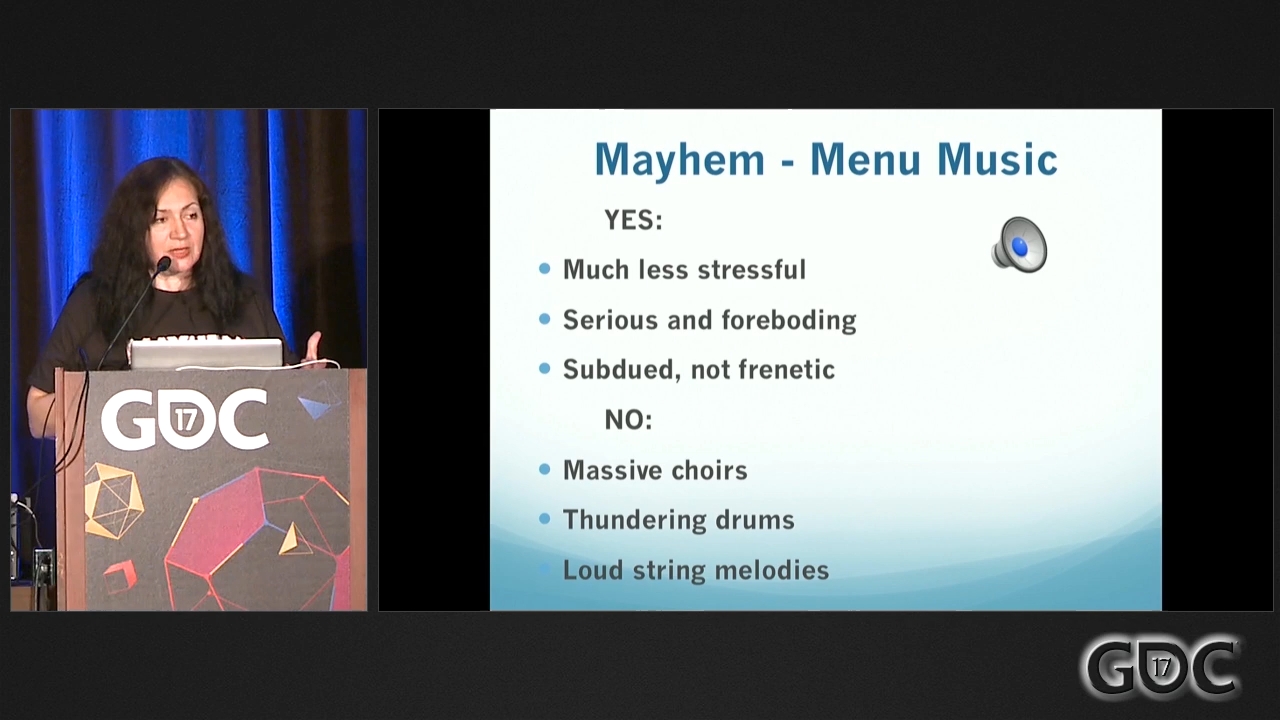 Mayhem - Menu Music
YES:
Much less stressful
Serious and foreboding
Subdued, not frenetic
NO:
Massive choirs
Thundering drums
Loud string melodies
GDC
17
GDC
17